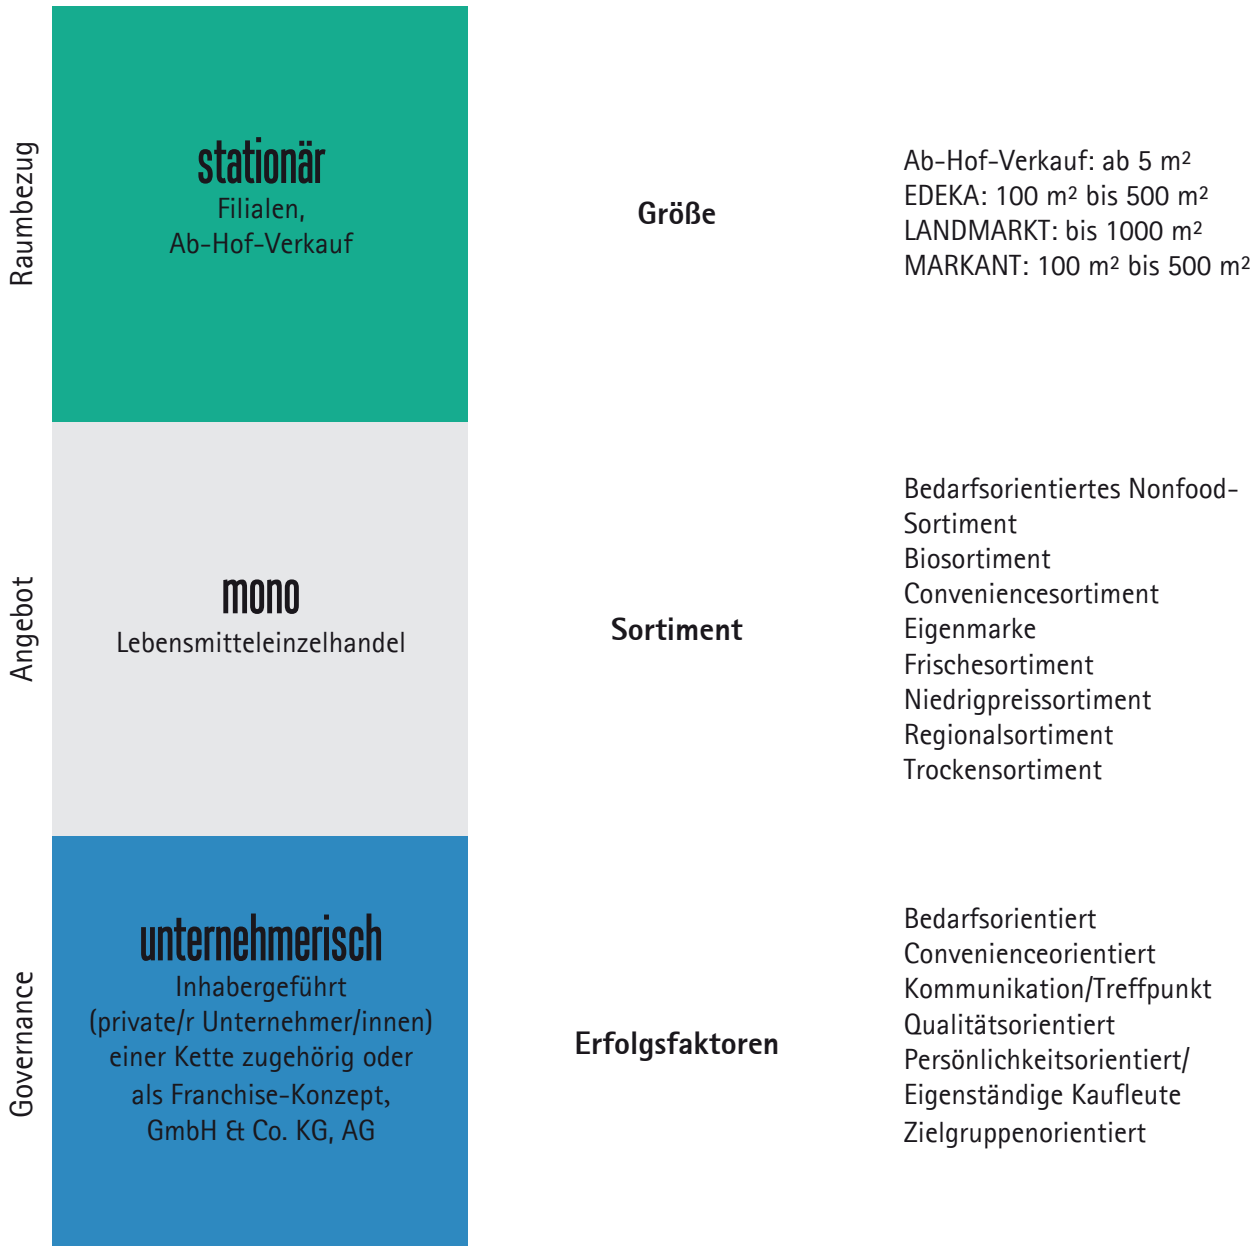 Raumbezug
stationär
Filialen,
Ab-Hof-Verkauf
Größe
Ab-Hof-Verkauf: ab 5 m²
EDEKA: 100 m² bis 500 m²
LANDMARKT: bis 1000 m²
MARKANT: 100 m² bis 500 m²
Angebot
mono
Lebensmitteleinzelhandel
Sortiment
Bedarfsorientiertes Nonfood-
Sortiment
Biosortiment
Conveniencesortiment
Eigenmarke
Frischesortiment
Niedrigpreissortiment
Regionalsortiment
Trockensortiment
Governance
unternehmerisch
Inhabergeführt
(private/r Unternehmer/innen)
einer Kette zugehörig oder
als Franchise-Konzept,
GmbH & Co. KG, AG
Erfolgsfaktoren
Bedarfsorientiert
Convenienceorientiert
Kommunikation/Treffpunkt
Qualitätsorientiert
Persönlichkeitsorientiert/
Eigenständige Kaufleute
Zielgruppenorientiert